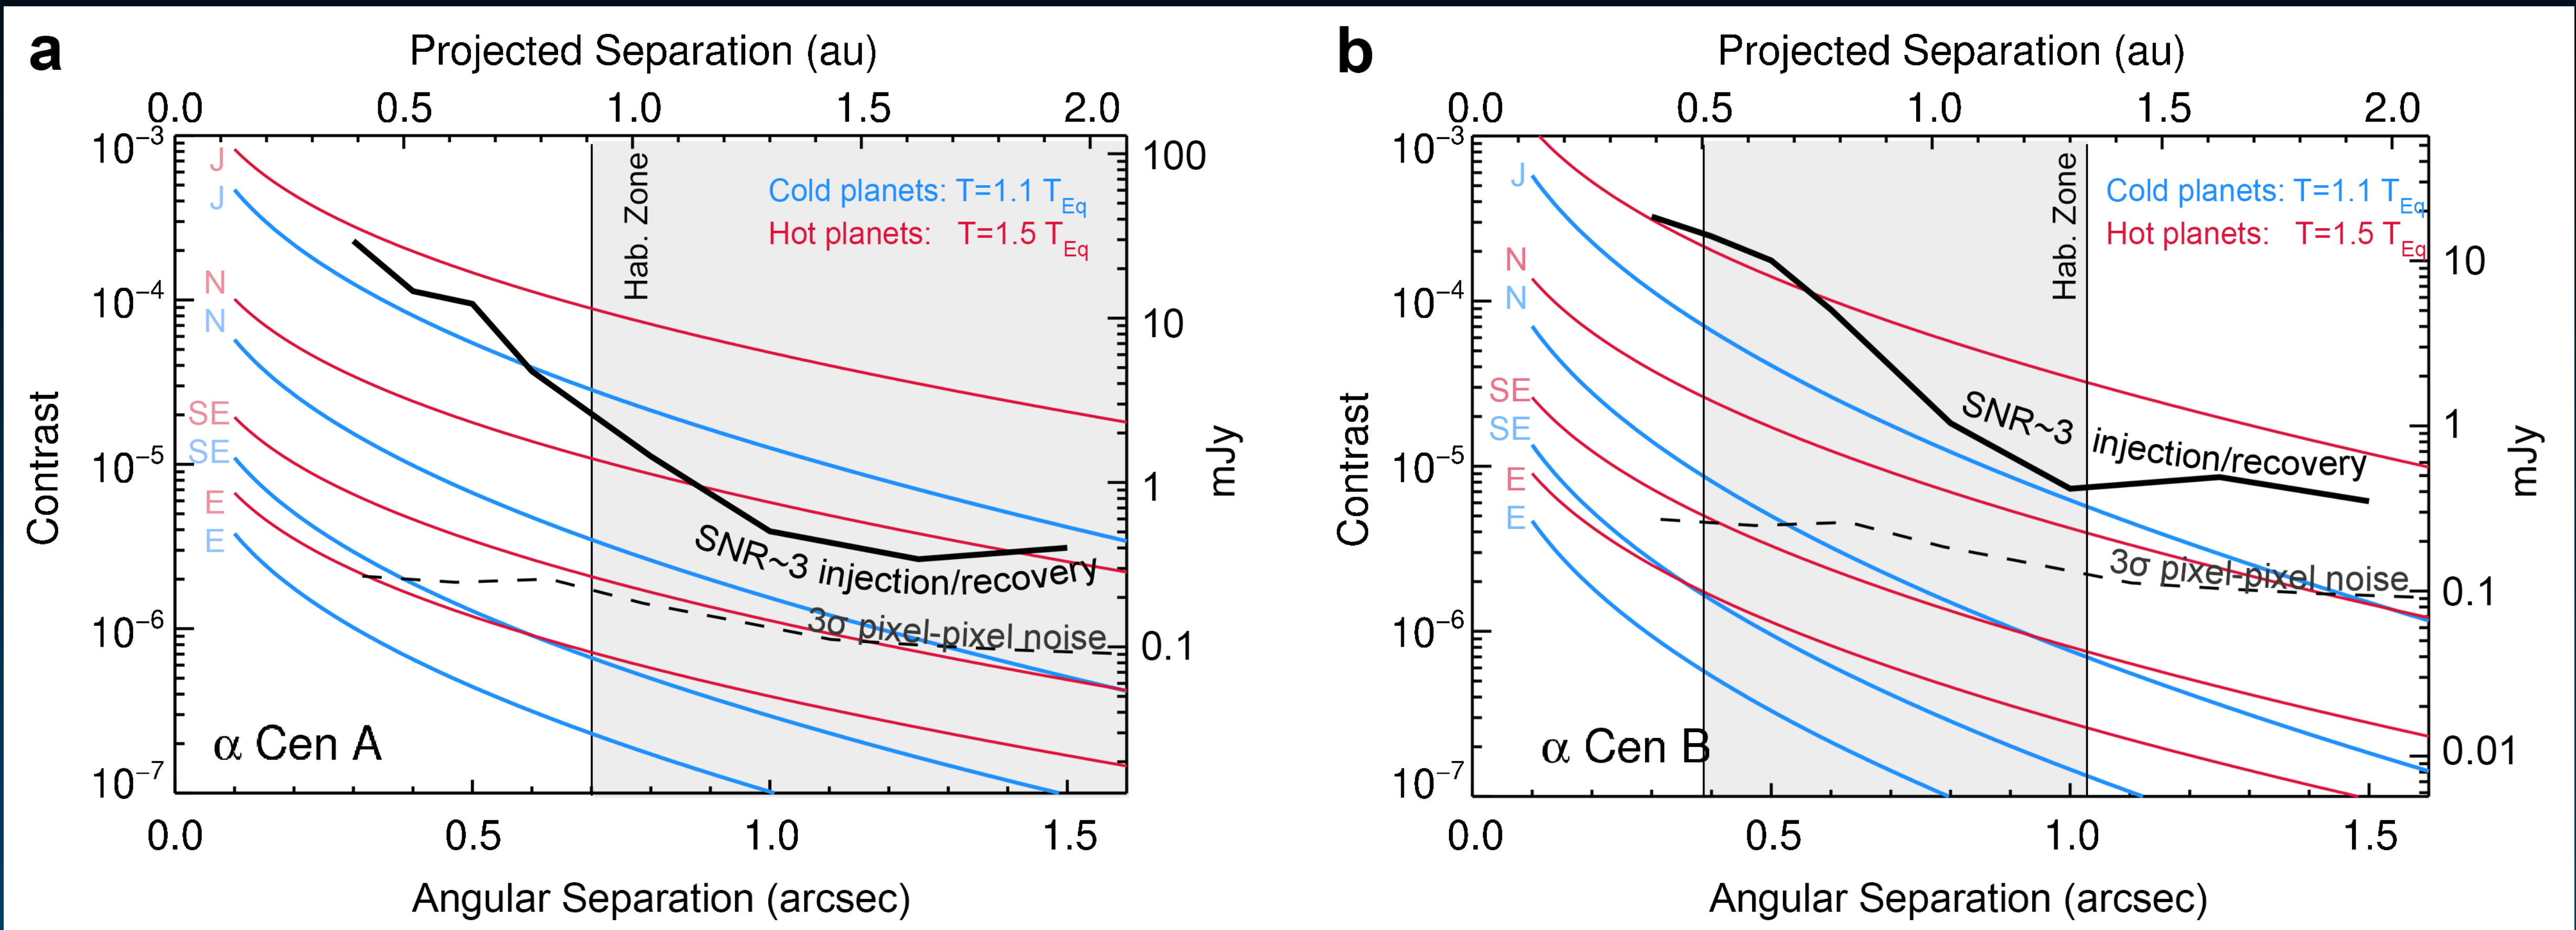 a
Projected Separation (au)
0.0 0.5 1.0 1.5 2.0
10⁻³
10⁻⁴
10⁻⁵
10⁻⁶
10⁻⁷
Contrast
J
J
N
N
SE
SE
E
E
Hab. Zone
Cold planets: T=1.1 T_Eq
Hot planets: T=1.5 T_Eq
SNR~3 injection/recovery
3σ pixel-pixel noise
α Cen A
100
10
1
0.1
mJy
0.0 0.5 1.0 1.5
Angular Separation (arcsec)
b
Projected Separation (au)
0.0 0.5 1.0 1.5 2.0
10⁻³
10⁻⁴
10⁻⁵
10⁻⁶
10⁻⁷
Contrast
J
N
N
SE
SE
E
E
Hab. Zone
Cold planets: T=1.1 T_Eq
Hot planets: T=1.5 T_Eq
SNR~3 injection/recovery
3σ pixel-pixel noise
α Cen B
10
1
0.1
0.01
mJy
0.0 0.5 1.0 1.5
Angular Separation (arcsec)